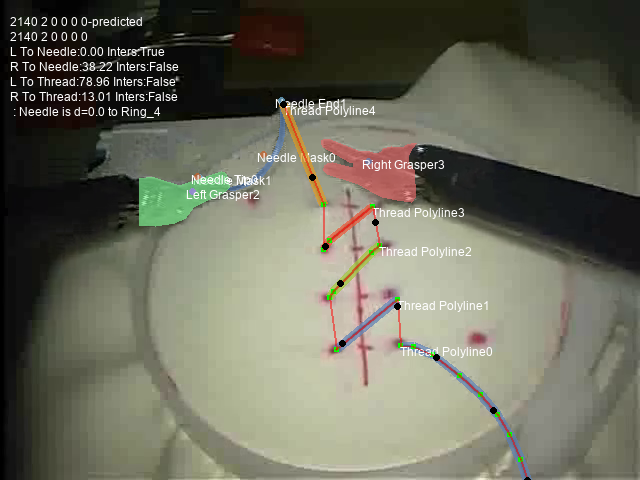 2140 2 0 0 0 0-predicted
2140 2 0 0 0 0
L To Needle:0.00 Inters:True
R To Needle:38.22 Inters:False
L To Thread:78.96 Inters:False
R To Thread:13.01 Inters:False
: Needle is d=0.0 to Ring_4
Needle End1
Thread Polyline4
Needle Mask0
Right Grasper3
Needle Tip0
Mask1
Left Grasper2
Thread Polyline3
Thread Polyline2
Thread Polyline1
Thread Polyline0